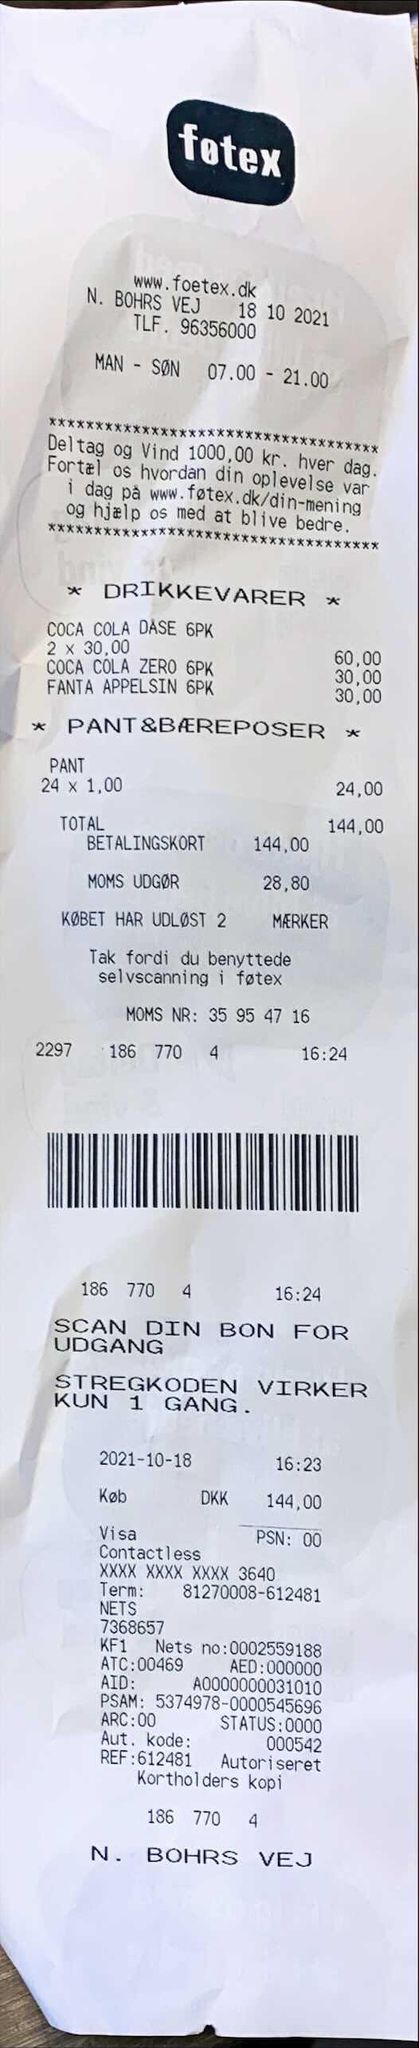 føtex
www.foetex.dk
N. BOHRS VEJ 18 10 2021
TLF. 96356000
MAN - SØN 07.00 - 21.00
************************************
Deltag og Vind 1000,00 kr. hver dag.
Fortæl os hvordan din oplevelse var
i dag på www.føtex.dk/din-mening
og hjælp os med at blive bedre.
************************************
* DRIKKEVARER *
COCA COLA DÅSE 6PK
2 x 30,00 60,00
COCA COLA ZERO 6PK 30,00
FANTA APPELSIN 6PK 30,00
* PANT&BÆREPOSER *
PANT
24 x 1,00 24,00
TOTAL 144,00
BETALINGSKORT 144,00
MOMS UDGØR 28,80
KØBET HAR UDLØST 2 MÆRKER
Tak fordi du benyttede
selvscanning i føtex
MOMS NR: 35 95 47 16
2297 186 770 4 16:24
186 770 4 16:24
SCAN DIN BON FOR
UDGANG
STREGKODEN VIRKER
KUN 1 GANG.
2021-10-18 16:23
Køb DKK 144,00
Visa PSN: 00
Contactless
XXXX XXXX XXXX 3640
Term: 81270008-612481
NETS
7368657
KF1 Nets no:0002559188
ATC:00469 AED:000000
AID: A0000000031010
PSAM: 5374978-0000545696
ARC:00 STATUS:0000
Aut. kode: 000542
REF:612481 Autoriseret
Kortholders kopi
186 770 4
N. BOHRS VEJ